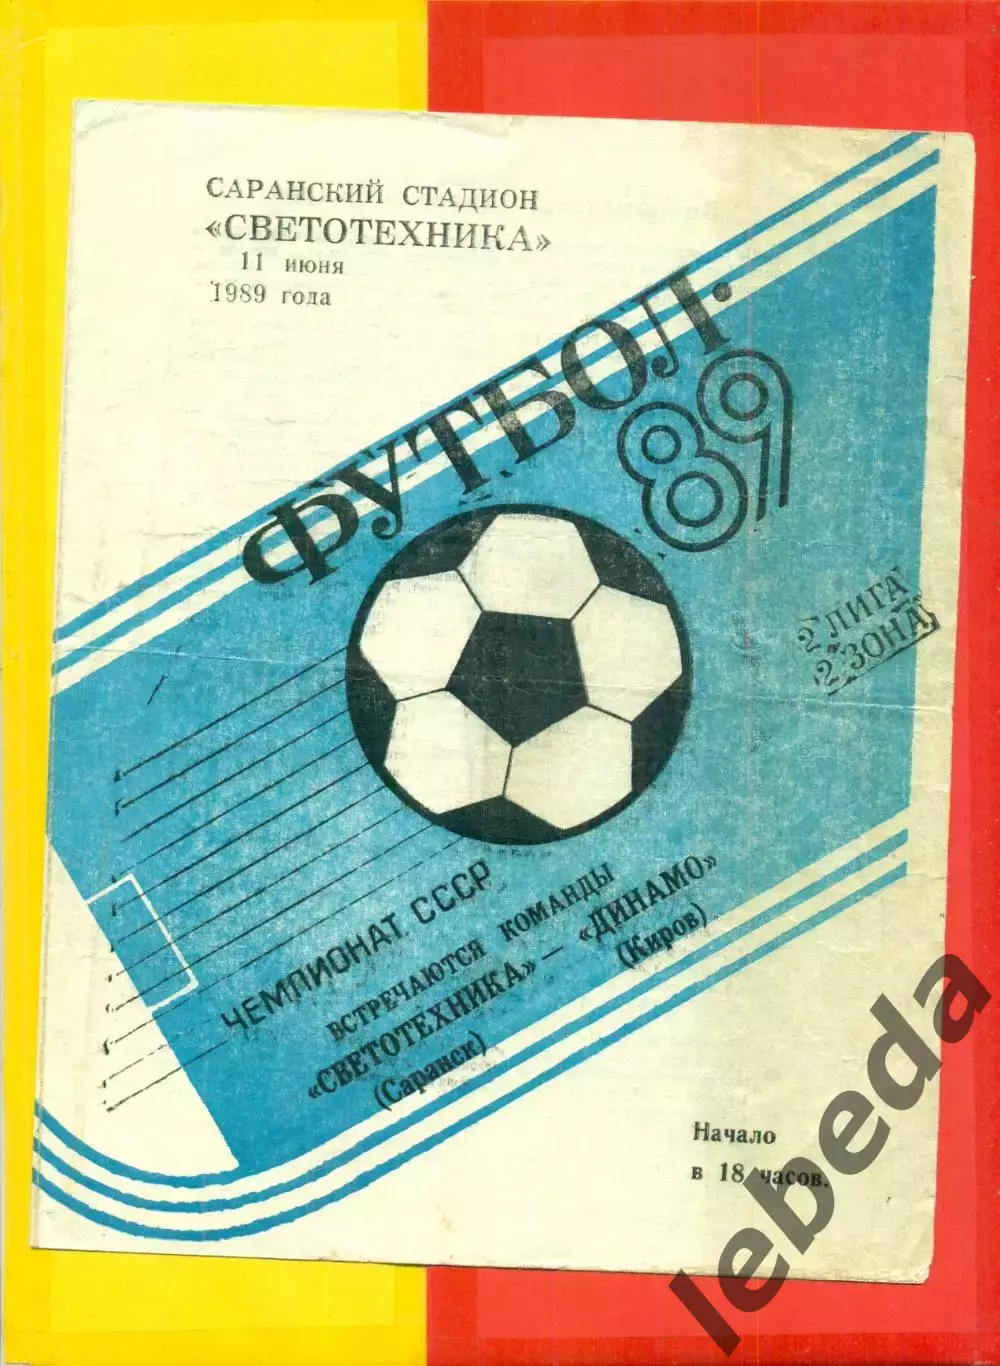 САРАНСКИЙ СТАДИОН
«СВЕТОТЕХНИКА»
11 июня
1989 года
ФУТБОЛ·
89
2 ЛИГА
2 ЗОНА
ЧЕМПИОНАТ СССР
ВСТРЕЧАЮТСЯ КОМАНДЫ
«СВЕТОТЕХНИКА» — «ДИНАМО»
(Саранск) (Киров)
Начало
в 18 часов.
lebeda